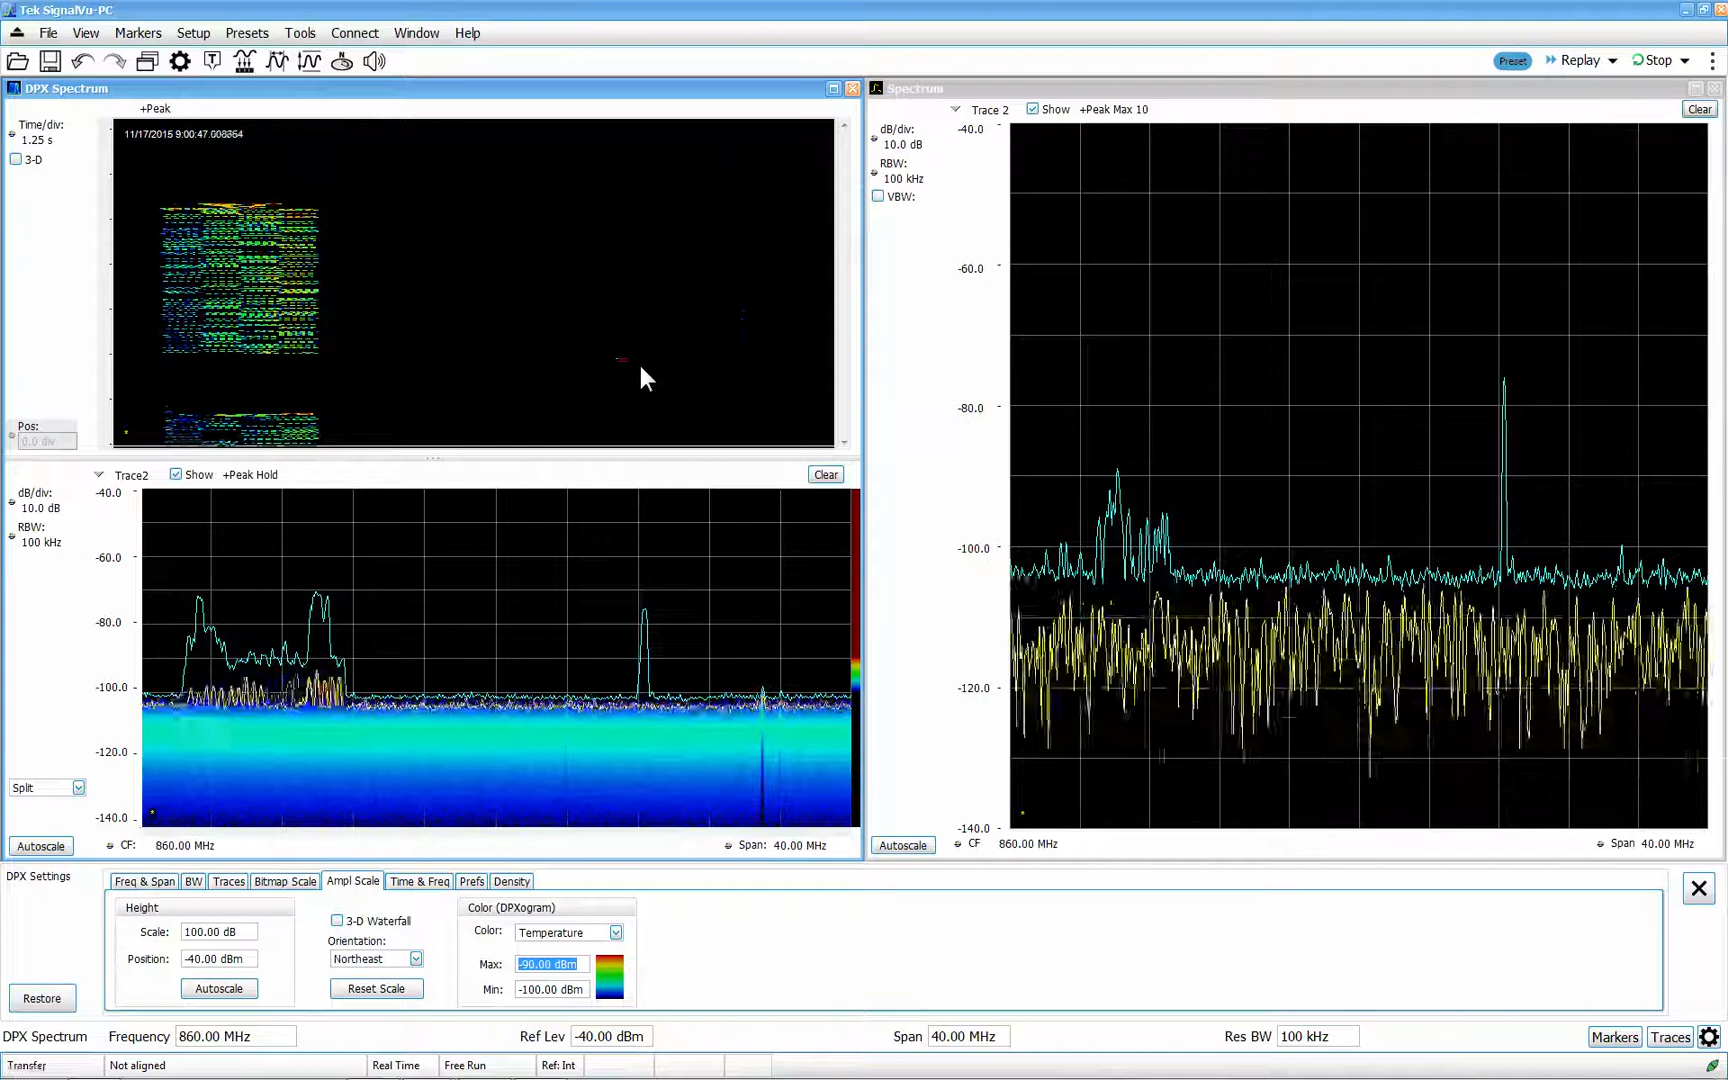 Tek SignalVu-PC
File View Markers Setup Presets Tools Connect Window Help
Preset Replay Stop
DPX Spectrum
+Peak
Time/div:
1.25 s
3-D
11/17/2015 9:00:47.008364
Pos:
0.0 div
Trace2 Show +Peak Hold Clear
dB/div:
10.0 dB
RBW:
100 kHz
-40.0
-60.0
-80.0
-100.0
-120.0
-140.0
Split
Autoscale CF: 860.00 MHz Span: 40.00 MHz
Spectrum
Trace 2 Show +Peak Max 10 Clear
dB/div:
10.0 dB
RBW:
100 kHz
VBW:
-40.0
-60.0
-80.0
-100.0
-120.0
-140.0
Autoscale CF 860.00 MHz Span 40.00 MHz
DPX Settings
Freq & Span BW Traces Bitmap Scale Ampl Scale Time & Freq Prefs Density
Height
Scale: 100.00 dB
Position: -40.00 dBm
Autoscale
3-D Waterfall
Orientation:
Northeast
Reset Scale
Color (DPXogram)
Color: Temperature
Max: -90.00 dBm
Min: -100.00 dBm
Restore
DPX Spectrum Frequency 860.00 MHz Ref Lev -40.00 dBm Span 40.00 MHz Res BW 100 kHz Markers Traces
Transfer Not aligned Real Time Free Run Ref: Int